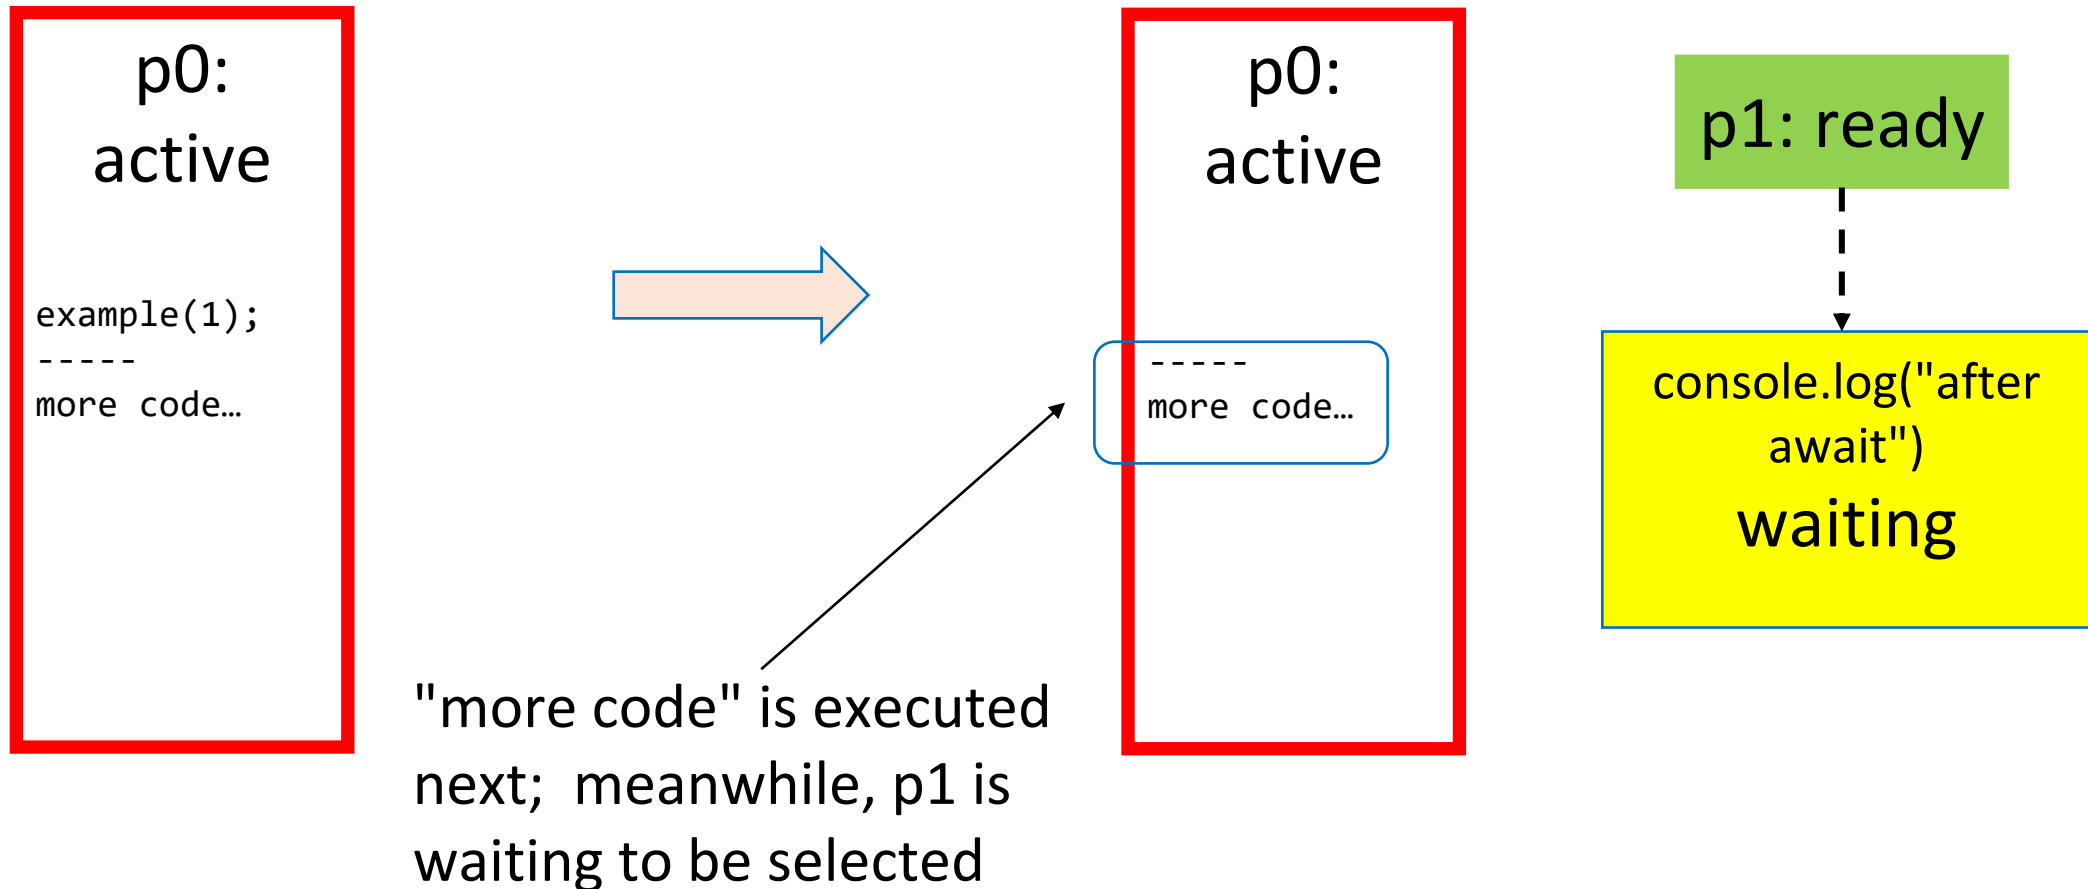 p0:
active
example(1);
-----
more code…
"more code" is executed
next;  meanwhile, p1 is
waiting to be selected
p0:
active
-----
more code…
p1: ready
console.log("after
await")
waiting